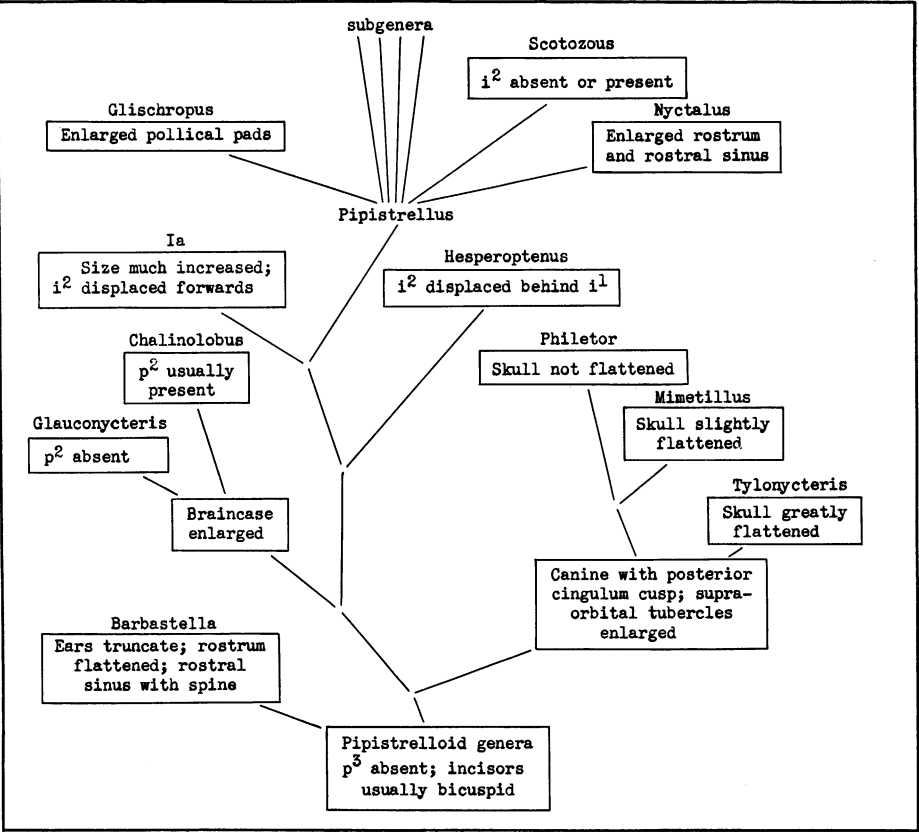 subgenera
Scotozous
i² absent or present
Glischropus
Enlarged pollical pads
Nyctalus
Enlarged rostrum
and rostral sinus
Pipistrellus
Ia
Size much increased;
i² displaced forwards
Hesperoptenus
i² displaced behind i¹
Chalinolobus
p² usually
present
Philetor
Skull not flattened
Mimetillus
Skull slightly
flattened
Glauconycteris
p² absent
Tylonycteris
Skull greatly
flattened
Braincase
enlarged
Canine with posterior
cingulum cusp; supra-
orbital tubercles
enlarged
Barbastella
Ears truncate; rostrum
flattened; rostral
sinus with spine
Pipistrelloid genera
p³ absent; incisors
usually bicuspid